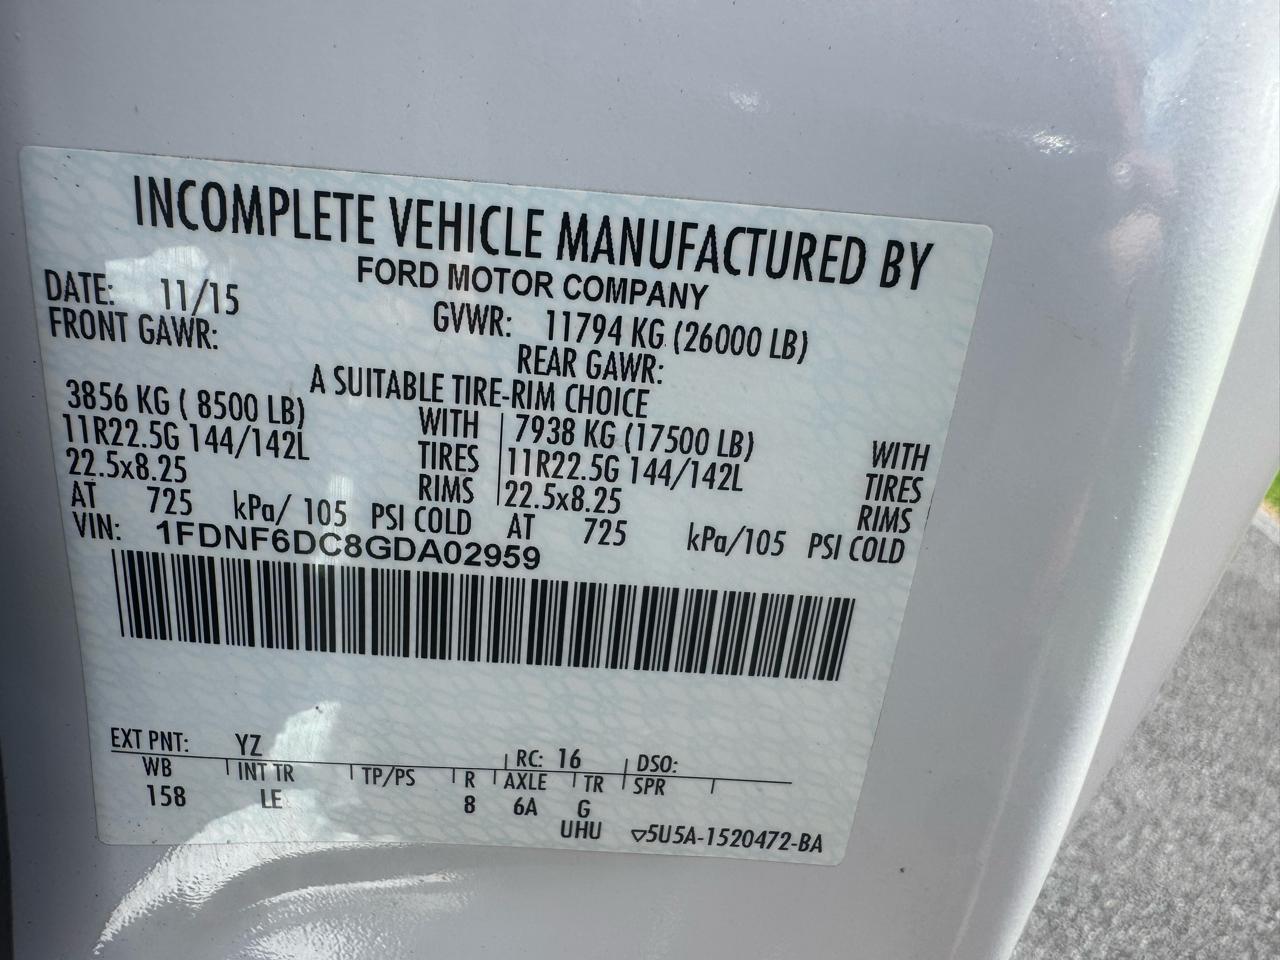 INCOMPLETE VEHICLE MANUFACTURED BY
FORD MOTOR COMPANY
DATE: 11/15 GVWR: 11794 KG (26000 LB)
FRONT GAWR: REAR GAWR:
A SUITABLE TIRE-RIM CHOICE
3856 KG ( 8500 LB) WITH 7938 KG (17500 LB) WITH
11R22.5G 144/142L TIRES 11R22.5G 144/142L TIRES
22.5x8.25 RIMS 22.5x8.25 RIMS
AT 725 kPa/ 105 PSI COLD AT 725 kPa/105 PSI COLD
VIN: 1FDNF6DC8GDA02959
EXT PNT: YZ RC: 16 DSO:
WB INT TR TP/PS R AXLE TR SPR
158 LE 8 6A G
UHU ▽5U5A-1520472-BA